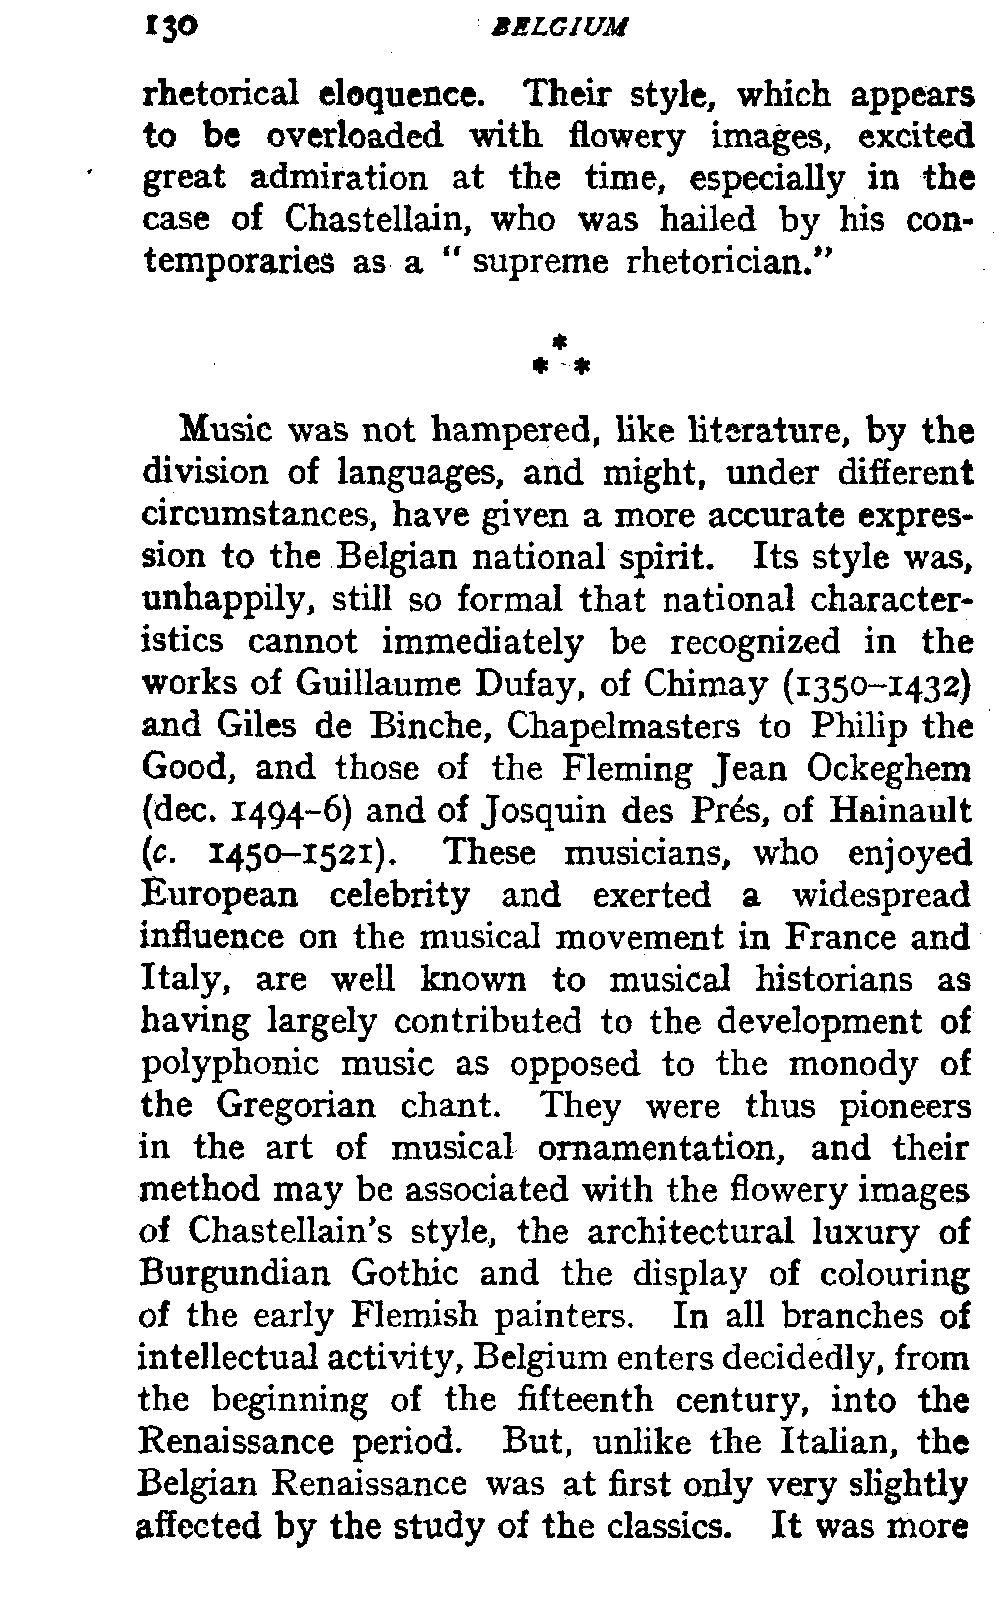 130 BELGIUM
rhetorical eloquence. Their style, which appears
to be overloaded with flowery images, excited
great admiration at the time, especially in the
case of Chastellain, who was hailed by his con-
temporaries as a " supreme rhetorician."
*
* *
Music was not hampered, like literature, by the
division of languages, and might, under different
circumstances, have given a more accurate expres-
sion to the Belgian national spirit. Its style was,
unhappily, still so formal that national character-
istics cannot immediately be recognized in the
works of Guillaume Dufay, of Chimay (1350–1432)
and Giles de Binche, Chapelmasters to Philip the
Good, and those of the Fleming Jean Ockeghem
(dec. 1494–6) and of Josquin des Prés, of Hainault
(c. 1450–1521). These musicians, who enjoyed
European celebrity and exerted a widespread
influence on the musical movement in France and
Italy, are well known to musical historians as
having largely contributed to the development of
polyphonic music as opposed to the monody of
the Gregorian chant. They were thus pioneers
in the art of musical ornamentation, and their
method may be associated with the flowery images
of Chastellain's style, the architectural luxury of
Burgundian Gothic and the display of colouring
of the early Flemish painters. In all branches of
intellectual activity, Belgium enters decidedly, from
the beginning of the fifteenth century, into the
Renaissance period. But, unlike the Italian, the
Belgian Renaissance was at first only very slightly
affected by the study of the classics. It was more